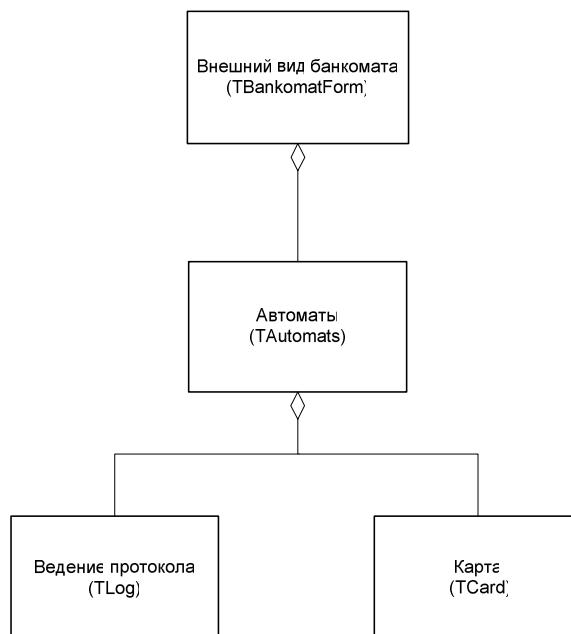 Внешний вид банкомата
(TBankomatForm)
Автоматы
(TAutomats)
Ведение протокола
(TLog)
Карта
(TCard)